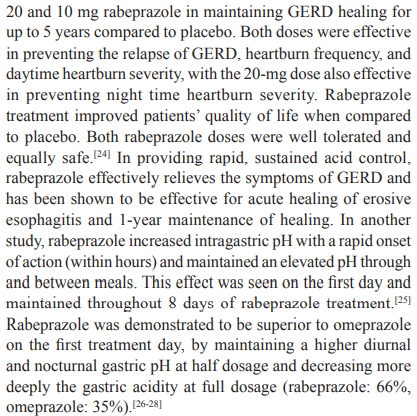 20 and 10 mg rabeprazole in maintaining GERD healing for
up to 5 years compared to placebo. Both doses were effective
in preventing the relapse of GERD, heartburn frequency, and
daytime heartburn severity, with the 20-mg dose also effective
in preventing night time heartburn severity. Rabeprazole
treatment improved patients’ quality of life when compared
to placebo. Both rabeprazole doses were well tolerated and
equally safe.[24] In providing rapid, sustained acid control,
rabeprazole effectively relieves the symptoms of GERD and
has been shown to be effective for acute healing of erosive
esophagitis and 1-year maintenance of healing. In another
study, rabeprazole increased intragastric pH with a rapid onset
of action (within hours) and maintained an elevated pH through
and between meals. This effect was seen on the first day and
maintained throughout 8 days of rabeprazole treatment.[25]
Rabeprazole was demonstrated to be superior to omeprazole
on the first treatment day, by maintaining a higher diurnal
and nocturnal gastric pH at half dosage and decreasing more
deeply the gastric acidity at full dosage (rabeprazole: 66%,
omeprazole: 35%).[26-28]